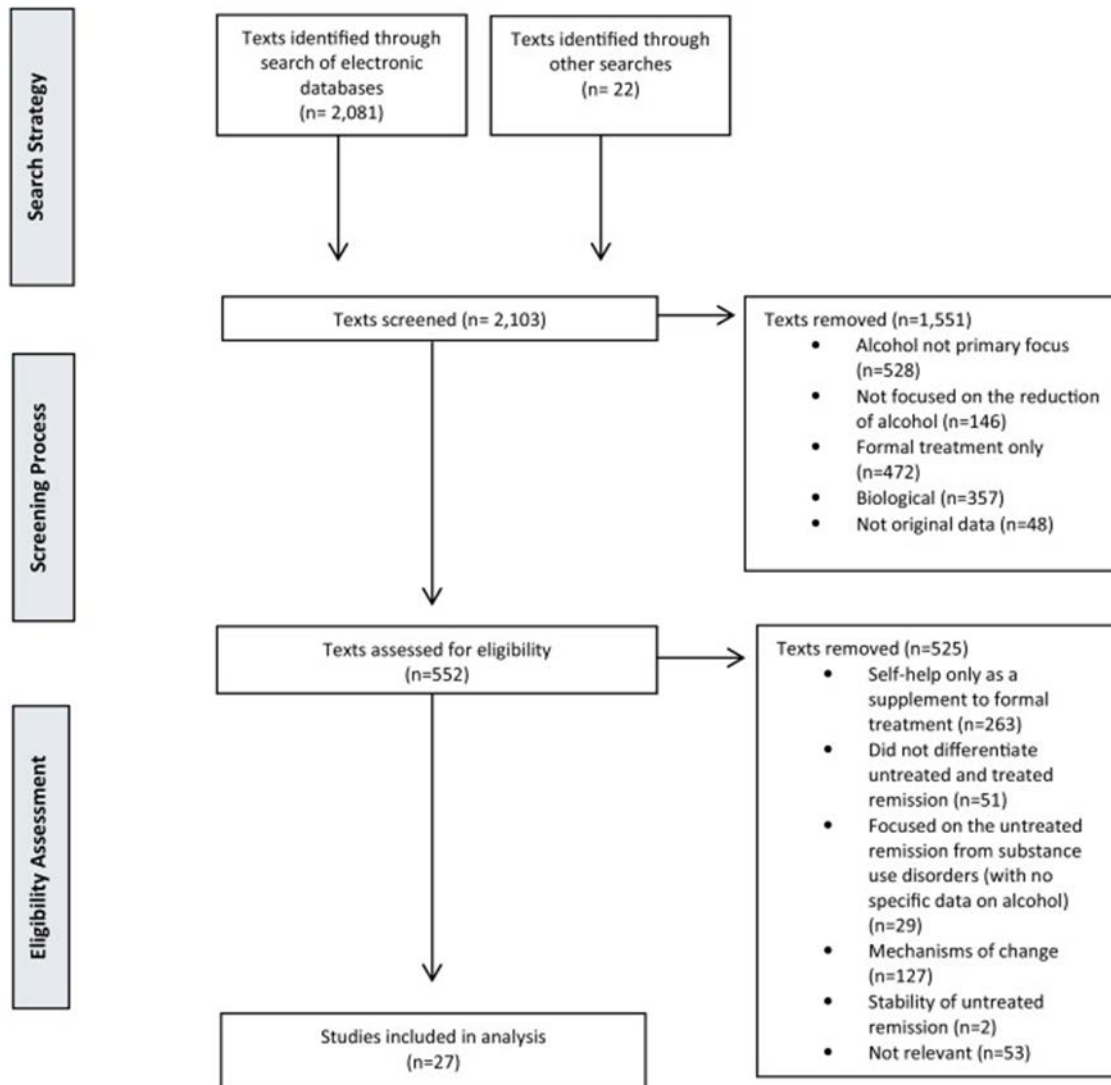 Search Strategy
Texts identified through
search of electronic
databases
(n= 2,081)
Texts identified through
other searches
(n= 22)
Screening Process
Texts screened (n= 2,103)
Texts removed (n=1,551)
• Alcohol not primary focus
(n=528)
• Not focused on the reduction
of alcohol (n=146)
• Formal treatment only
(n=472)
• Biological (n=357)
• Not original data (n=48)
Eligibility Assessment
Texts assessed for eligibility
(n=552)
Texts removed (n=525)
• Self-help only as a
supplement to formal
treatment (n=263)
• Did not differentiate
untreated and treated
remission (n=51)
• Focused on the untreated
remission from substance
use disorders (with no
specific data on alcohol)
(n=29)
• Mechanisms of change
(n=127)
• Stability of untreated
remission (n=2)
• Not relevant (n=53)
Studies included in analysis
(n=27)